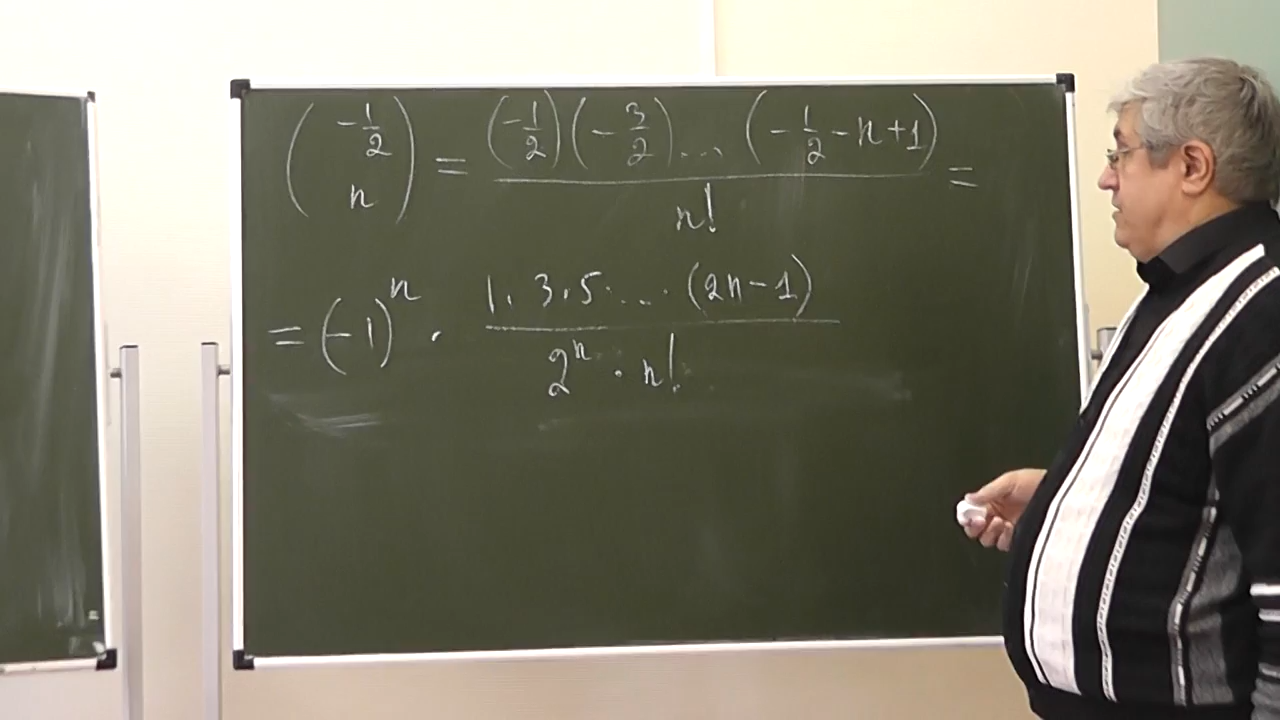 (-1/2 n) = (-1/2)(-3/2)...(-1/2-n+1) / n! =
= (-1)^n · 1·3·5·...·(2n-1) / 2^n · n!